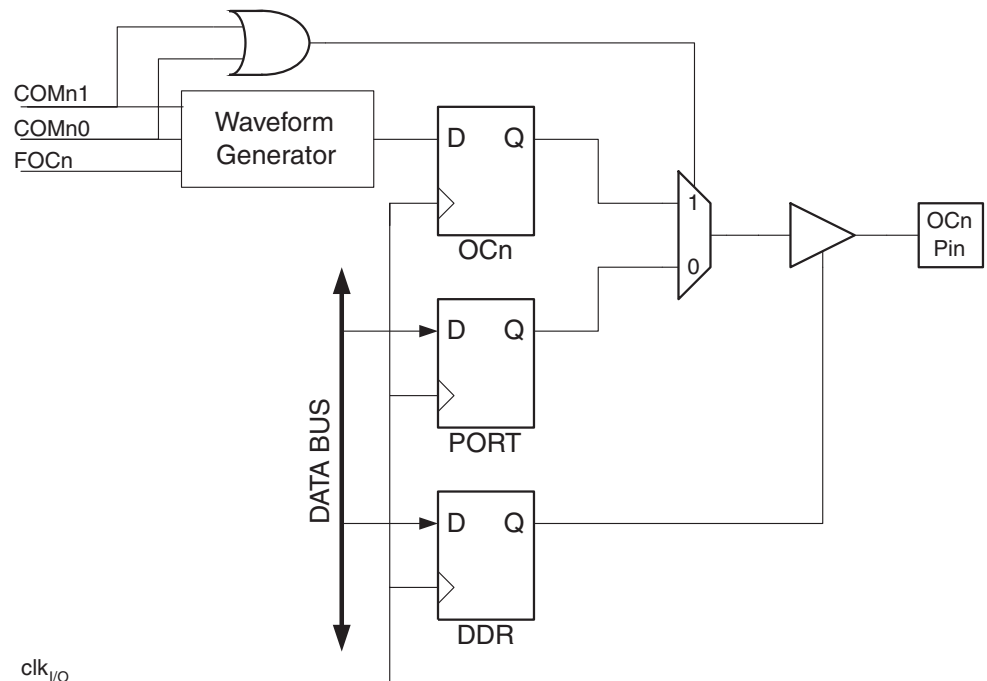 COMn1
COMn0
FOCn
Waveform
Generator
D Q
OCn
1
0
OCn
Pin
D Q
PORT
DATA BUS
D Q
DDR
clkI/O